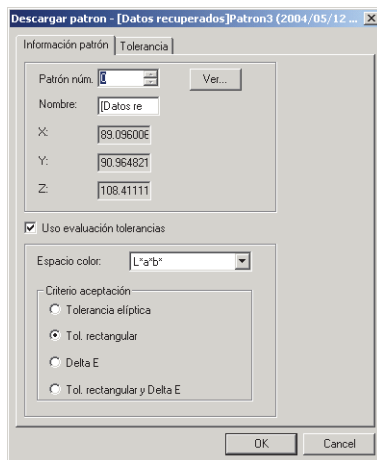 Descargar patron - [Datos recuperados]Patron3 (2004/05/12 ...
Información patrón Tolerancia
Patrón núm. 0 Ver...
Nombre: [Datos re
X: 89.09600E
Y: 90.964821
Z: 108.41111
Uso evaluación tolerancias
Espacio color: L*a*b*
Criterio aceptación
Tolerancia elíptica
Tol. rectangular
Delta E
Tol. rectangular y Delta E
OK Cancel